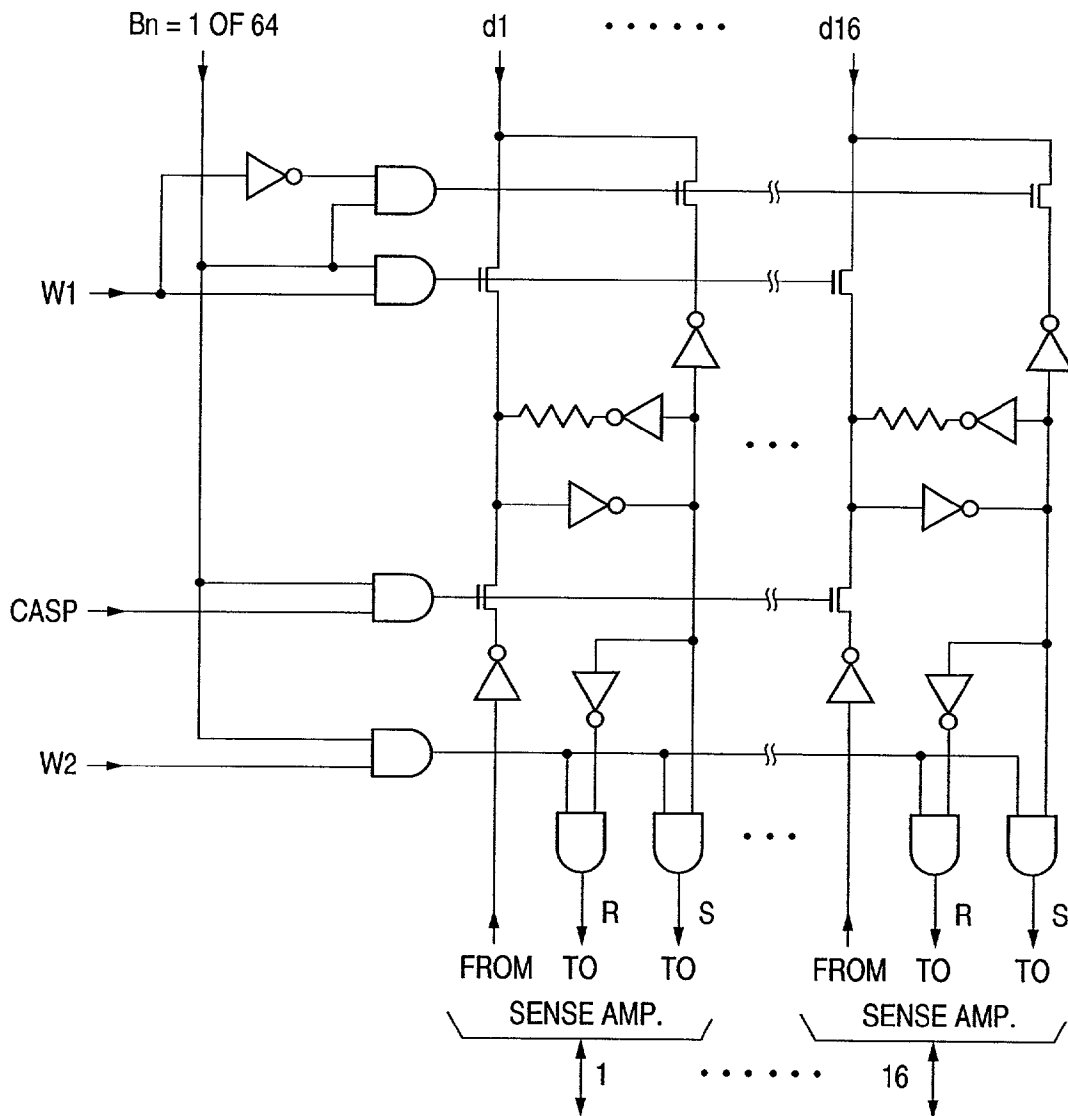 Bn = 1 OF 64
d1
d16
W1
CASP
W2
R
S
R
S
FROM TO TO
FROM TO TO
SENSE AMP.
SENSE AMP.
1
16